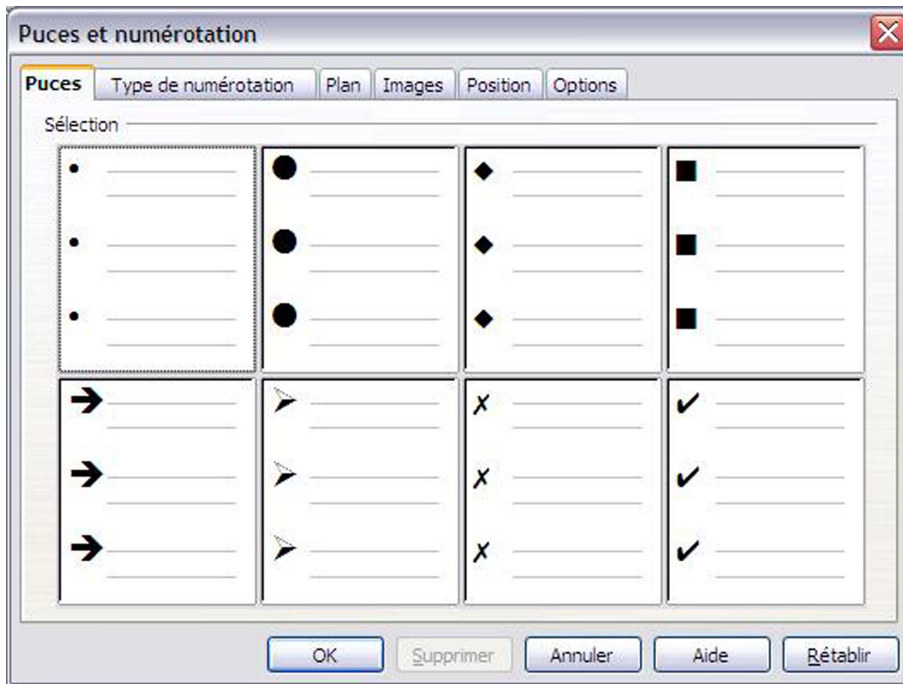 Puces et numérotation
Puces Type de numérotation Plan Images Position Options
Sélection
OK Supprimer Annuler Aide Rétablir